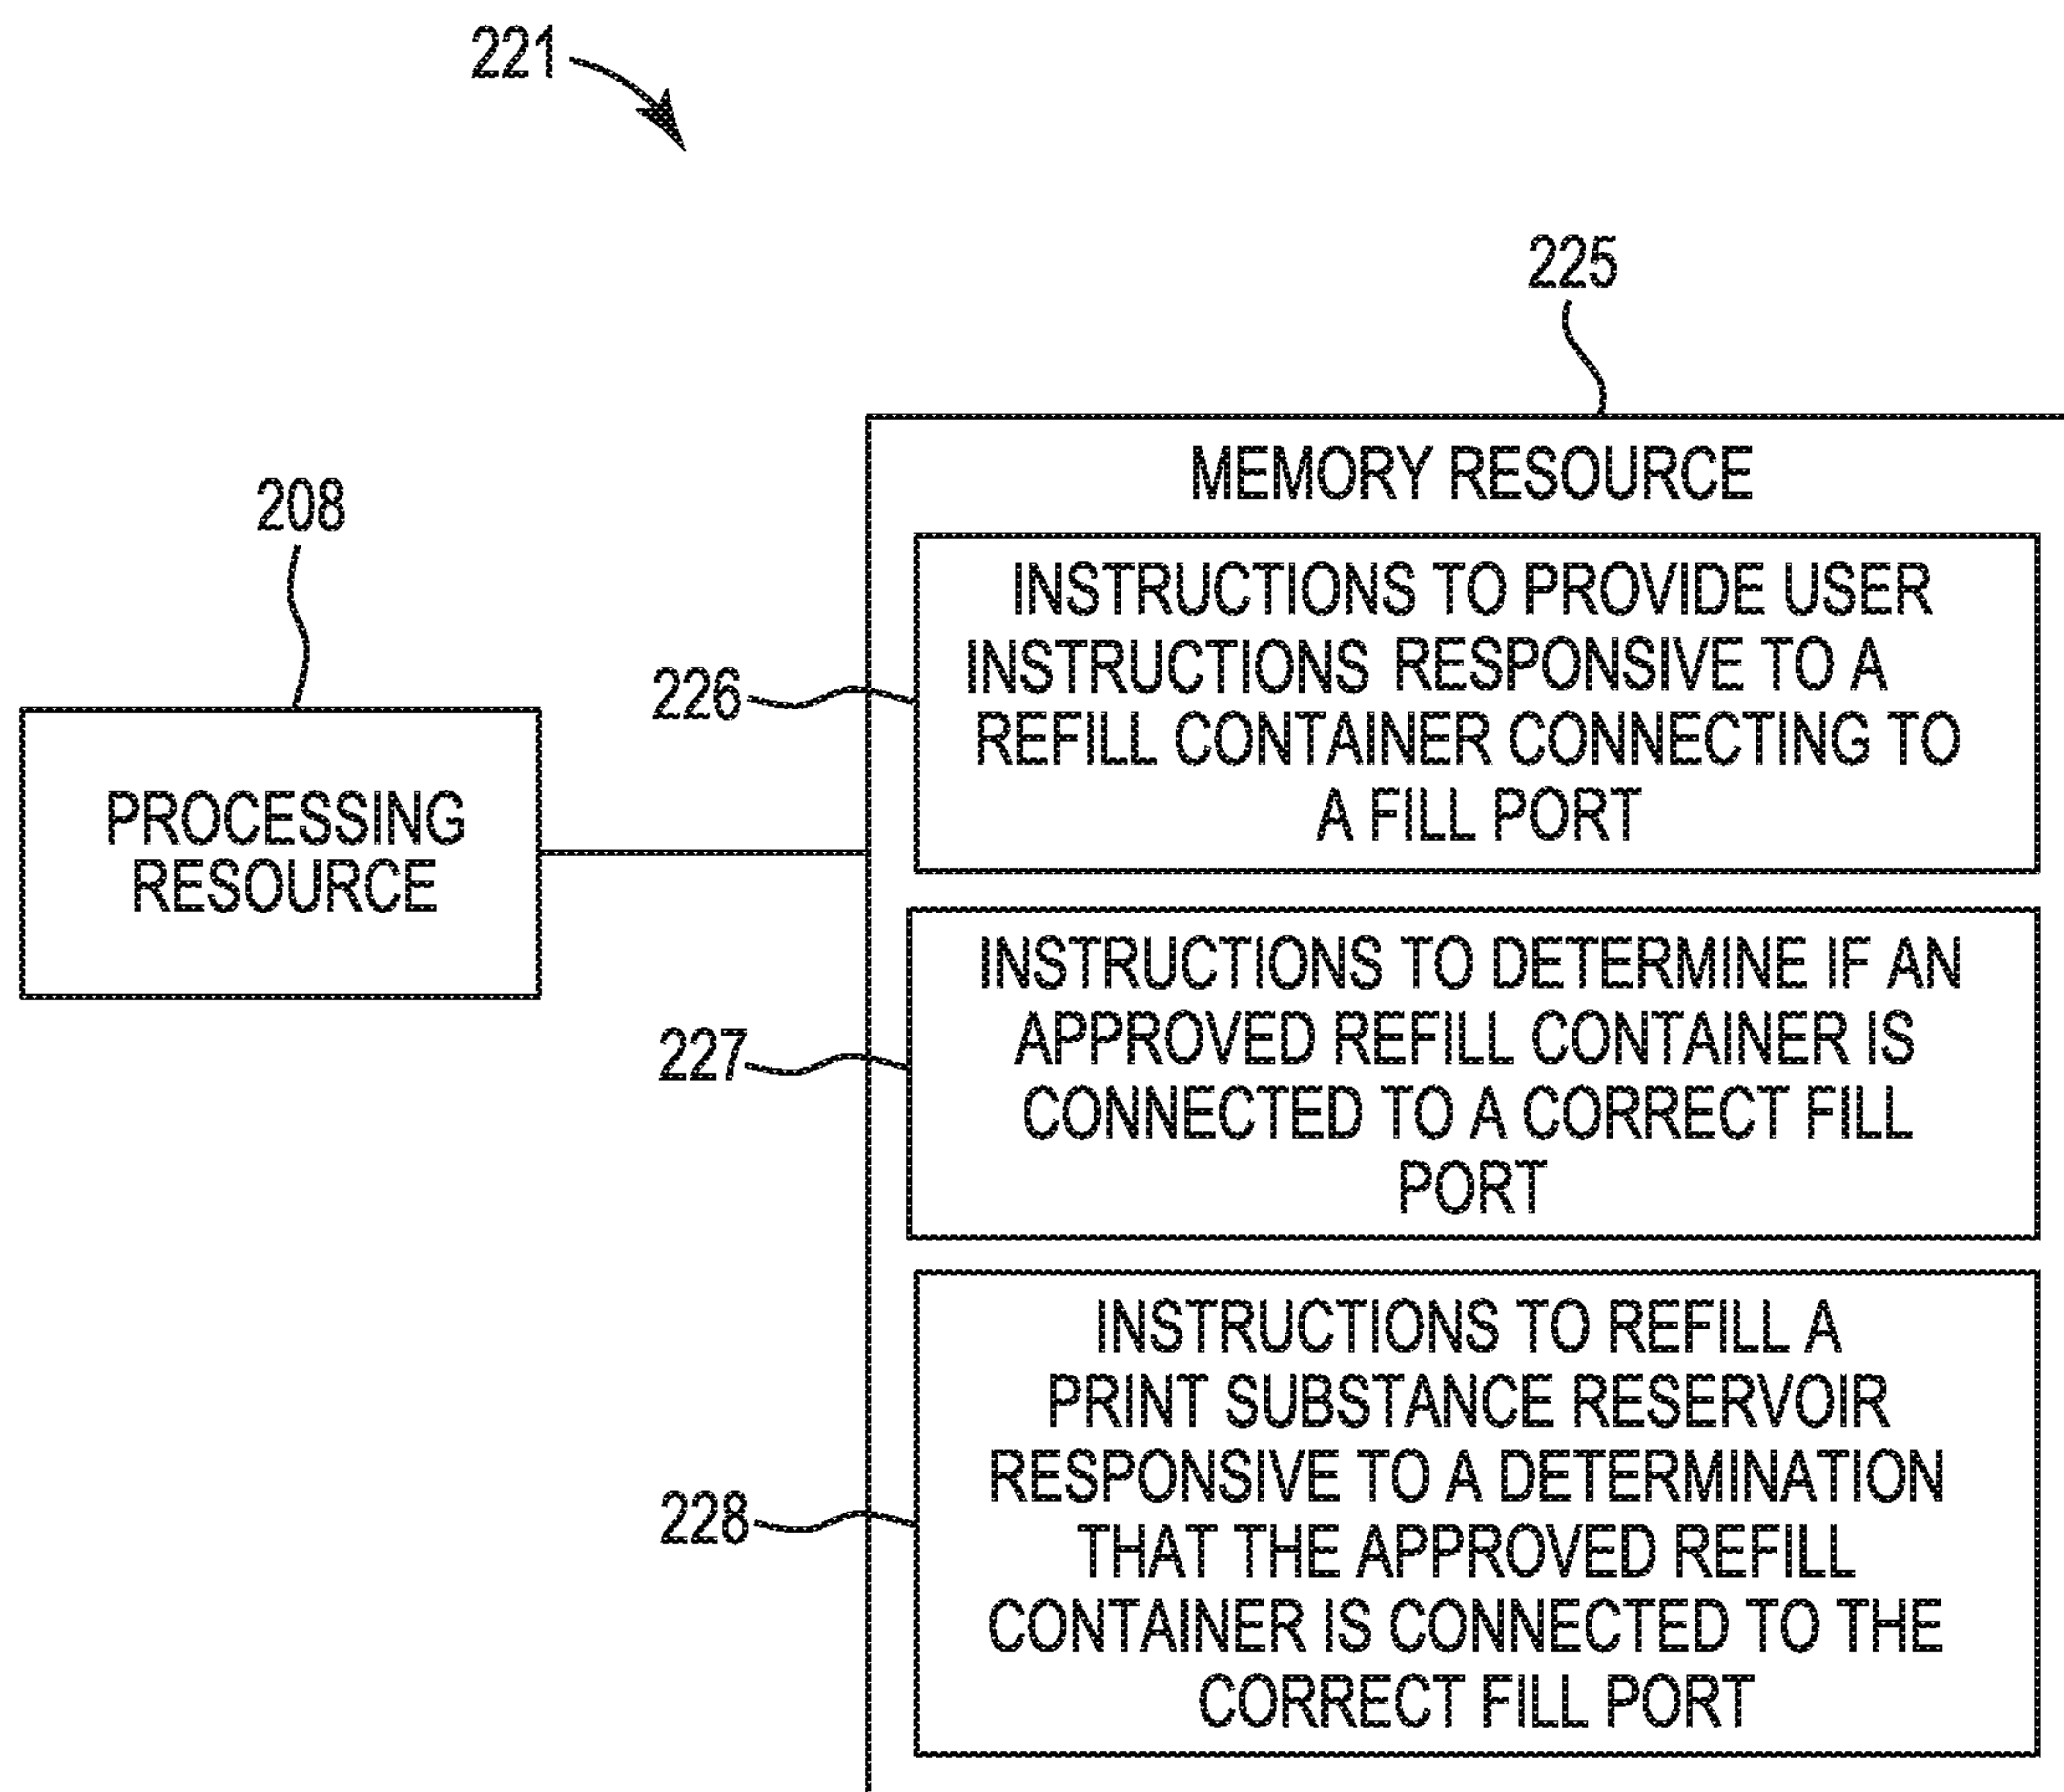 221
225
MEMORY RESOURCE
208
INSTRUCTIONS TO PROVIDE USER
INSTRUCTIONS RESPONSIVE TO A
REFILL CONTAINER CONNECTING TO
A FILL PORT
226
PROCESSING
RESOURCE
INSTRUCTIONS TO DETERMINE IF AN
APPROVED REFILL CONTAINER IS
CONNECTED TO A CORRECT FILL
PORT
227
INSTRUCTIONS TO REFILL A
PRINT SUBSTANCE RESERVOIR
RESPONSIVE TO A DETERMINATION
THAT THE APPROVED REFILL
CONTAINER IS CONNECTED TO THE
CORRECT FILL PORT
228